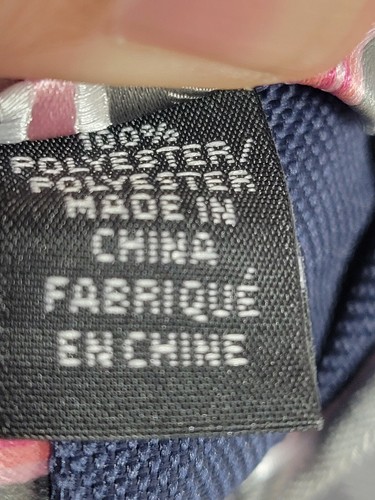 100%
POLYESTER/
POLYESTER
MADE IN
CHINA
FABRIQUÉ
EN CHINE